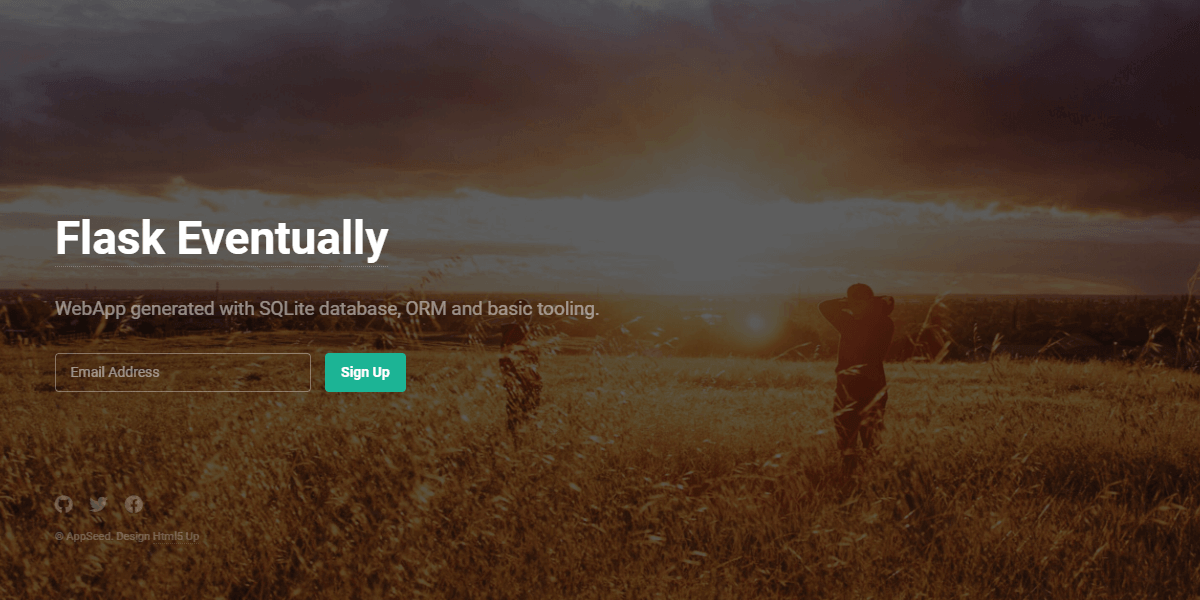 Flask Eventually
WebApp generated with SQLite database, ORM and basic tooling.
Email Address
Sign Up
© AppSeed. Design Html5 Up